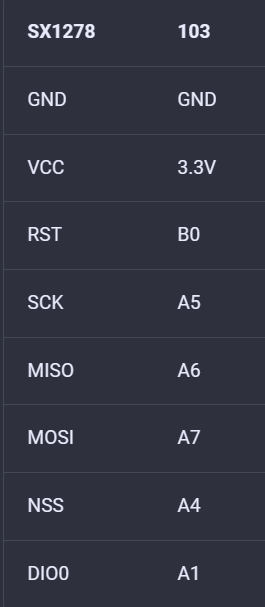 SX1278 103
GND GND
VCC 3.3V
RST B0
SCK A5
MISO A6
MOSI A7
NSS A4
DIO0 A1